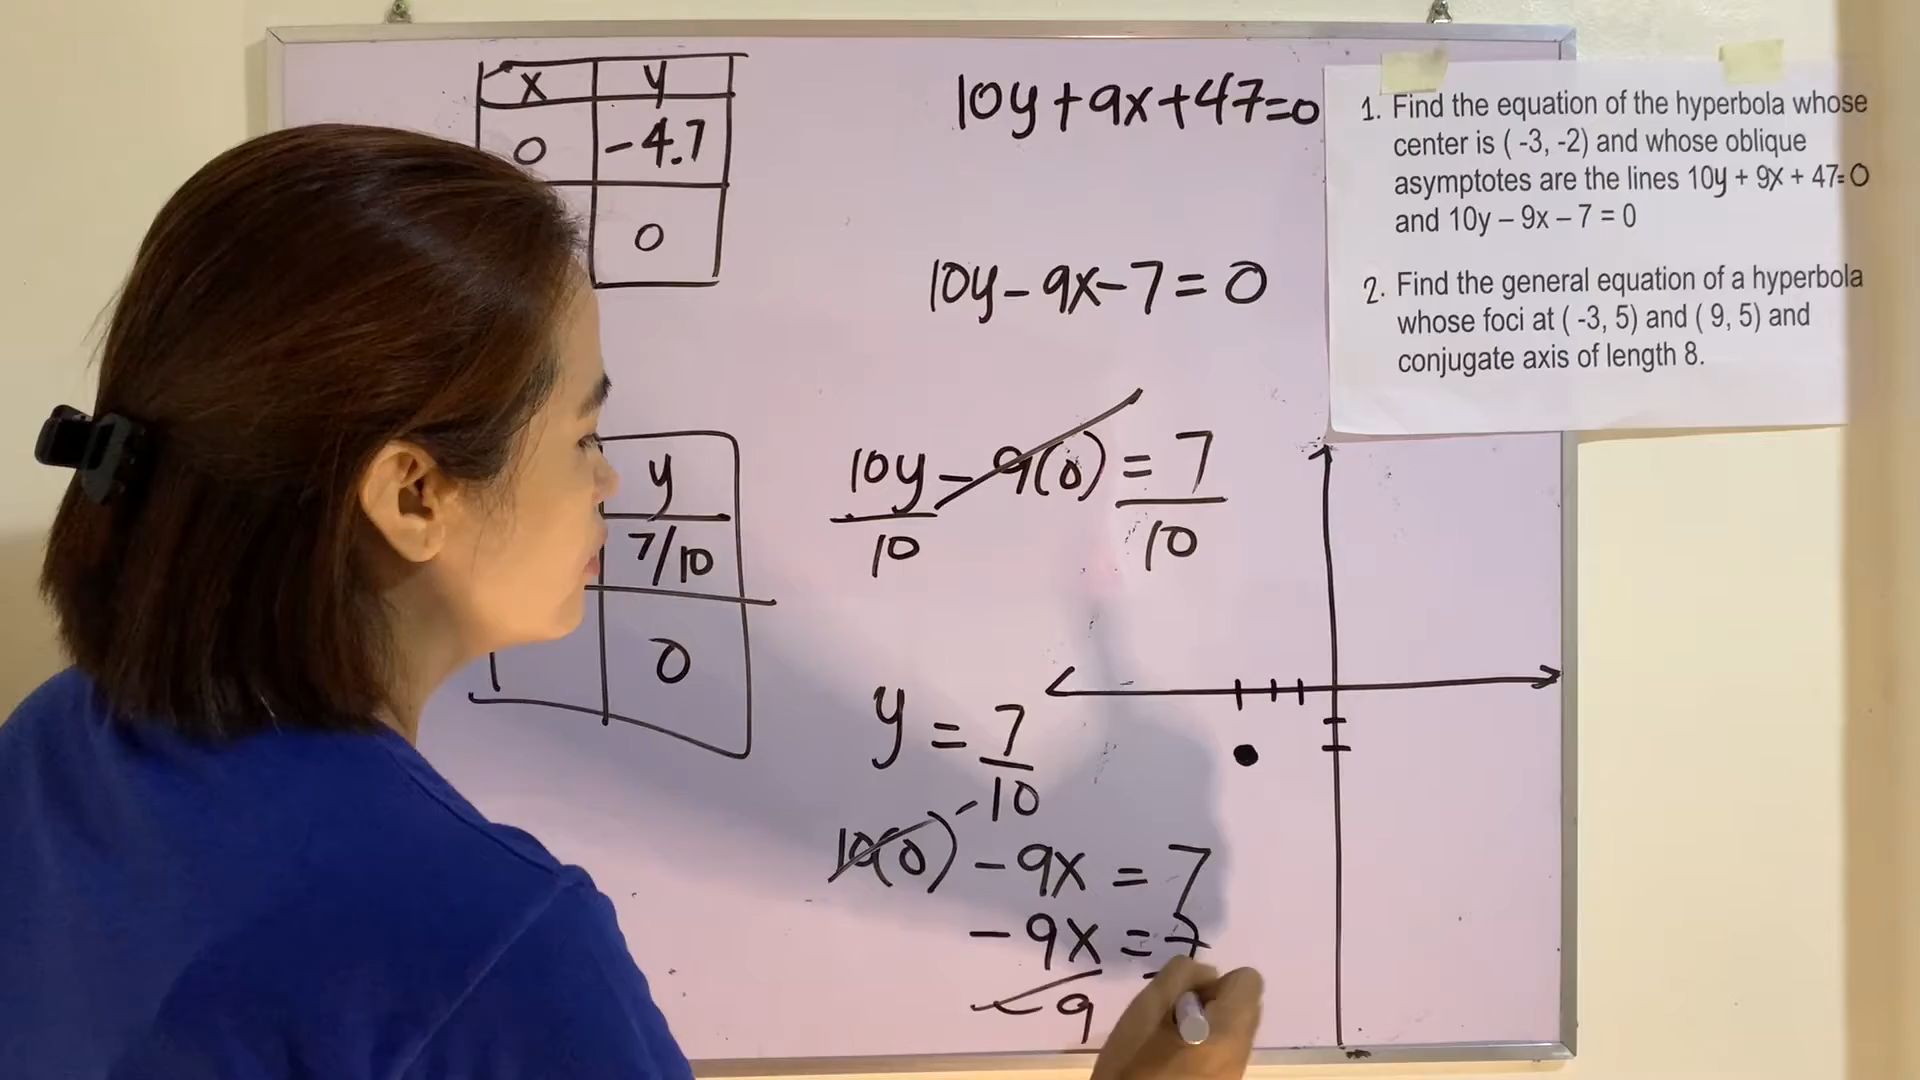 x y
0 -4.7
0
10y+9x+47=0
10y-9x-7=0
1. Find the equation of the hyperbola whose
center is ( -3, -2) and whose oblique
asymptotes are the lines 10y + 9x + 47=0
and 10y – 9x – 7 = 0
2. Find the general equation of a hyperbola
whose foci at ( -3, 5) and ( 9, 5) and
conjugate axis of length 8.
y
7/10
0
10y - 9(0) = 7
10 10
y = 7
10
10(0) - 9x = 7
-9x = 7
-9